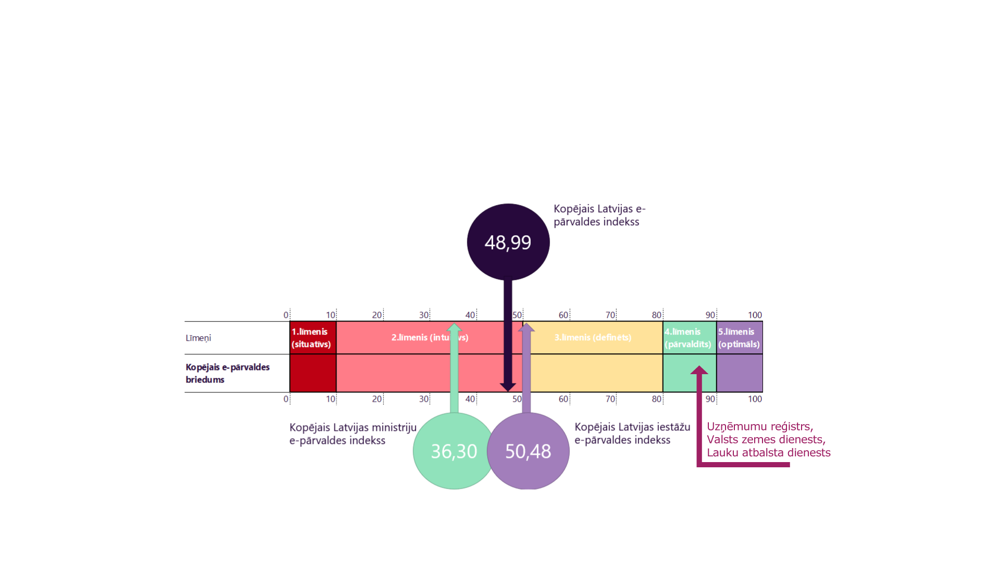 Kopējais Latvijas e-
pārvaldes indekss
48,99
0 10 20 30 40 50 60 70 80 90 100
Līmeņi
1.līmenis
(situatīvs)
2.līmenis (intuitīvs)
3.līmenis (definēts)
4.līmenis
(pārvaldīts)
5.līmenis
(optimāls)
Kopējais e-pārvaldes
briedums
0 10 20 30 40 50 60 70 80 90 100
Kopējais Latvijas ministriju
e-pārvaldes indekss
36,30
50,48
Kopējais Latvijas iestāžu
e-pārvaldes indekss
Uzņēmumu reģistrs,
Valsts zemes dienests,
Lauku atbalsta dienests